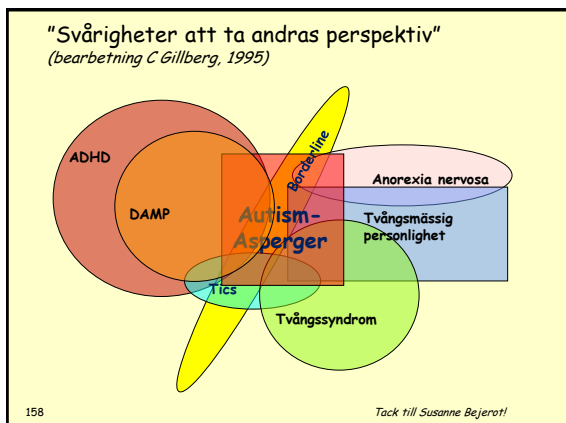 "Svårigheter att ta andras perspektiv"
(bearbetning C Gillberg, 1995)
ADHD
Borderline
Anorexia nervosa
DAMP
Autism-
Asperger
Tvångsmässig
personlighet
Tics
Tvångssyndrom
158
Tack till Susanne Bejerot!